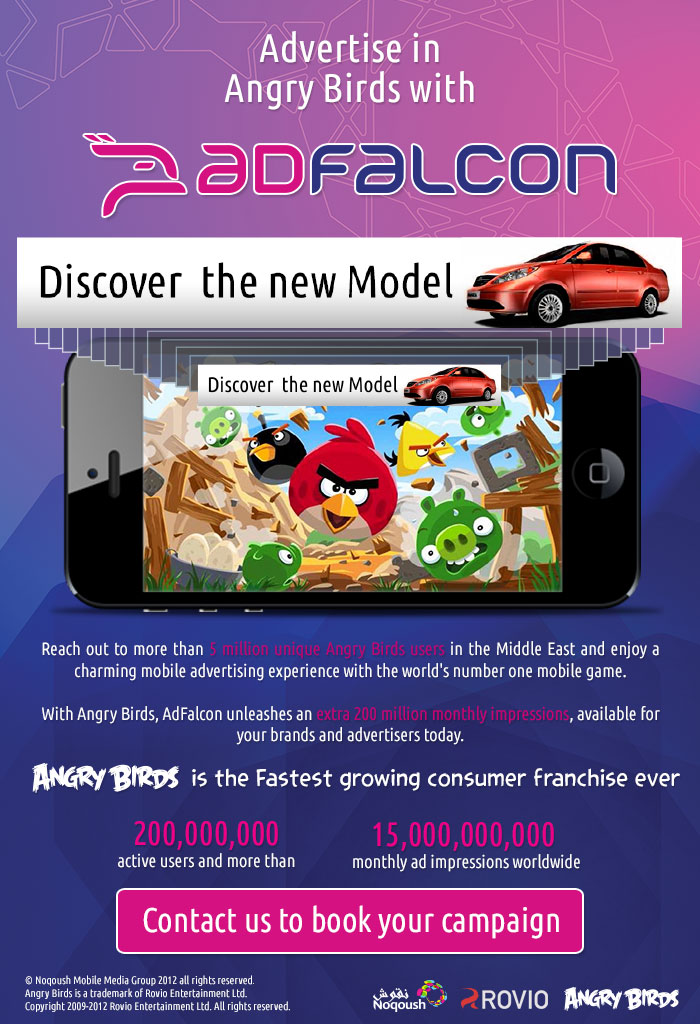 Advertise in
Angry Birds with
ADFALCON
Discover the new Model
Discover the new Model
Reach out to more than 5 million unique Angry Birds users in the Middle East and enjoy a
charming mobile advertising experience with the world's number one mobile game.
With Angry Birds, AdFalcon unleashes an extra 200 million monthly impressions, available for
your brands and advertisers today.
ANGRY BIRDS is the Fastest growing consumer franchise ever
200,000,000
active users and more than
15,000,000,000
monthly ad impressions worldwide
Contact us to book your campaign
© Noqoush Mobile Media Group 2012 all rights reserved.
Angry Birds is a trademark of Rovio Entertainment Ltd.
Copyright 2009-2012 Rovio Entertainment Ltd. All rights reserved.
نقوش
Noqoush
ROVIO
ANGRY BIRDS